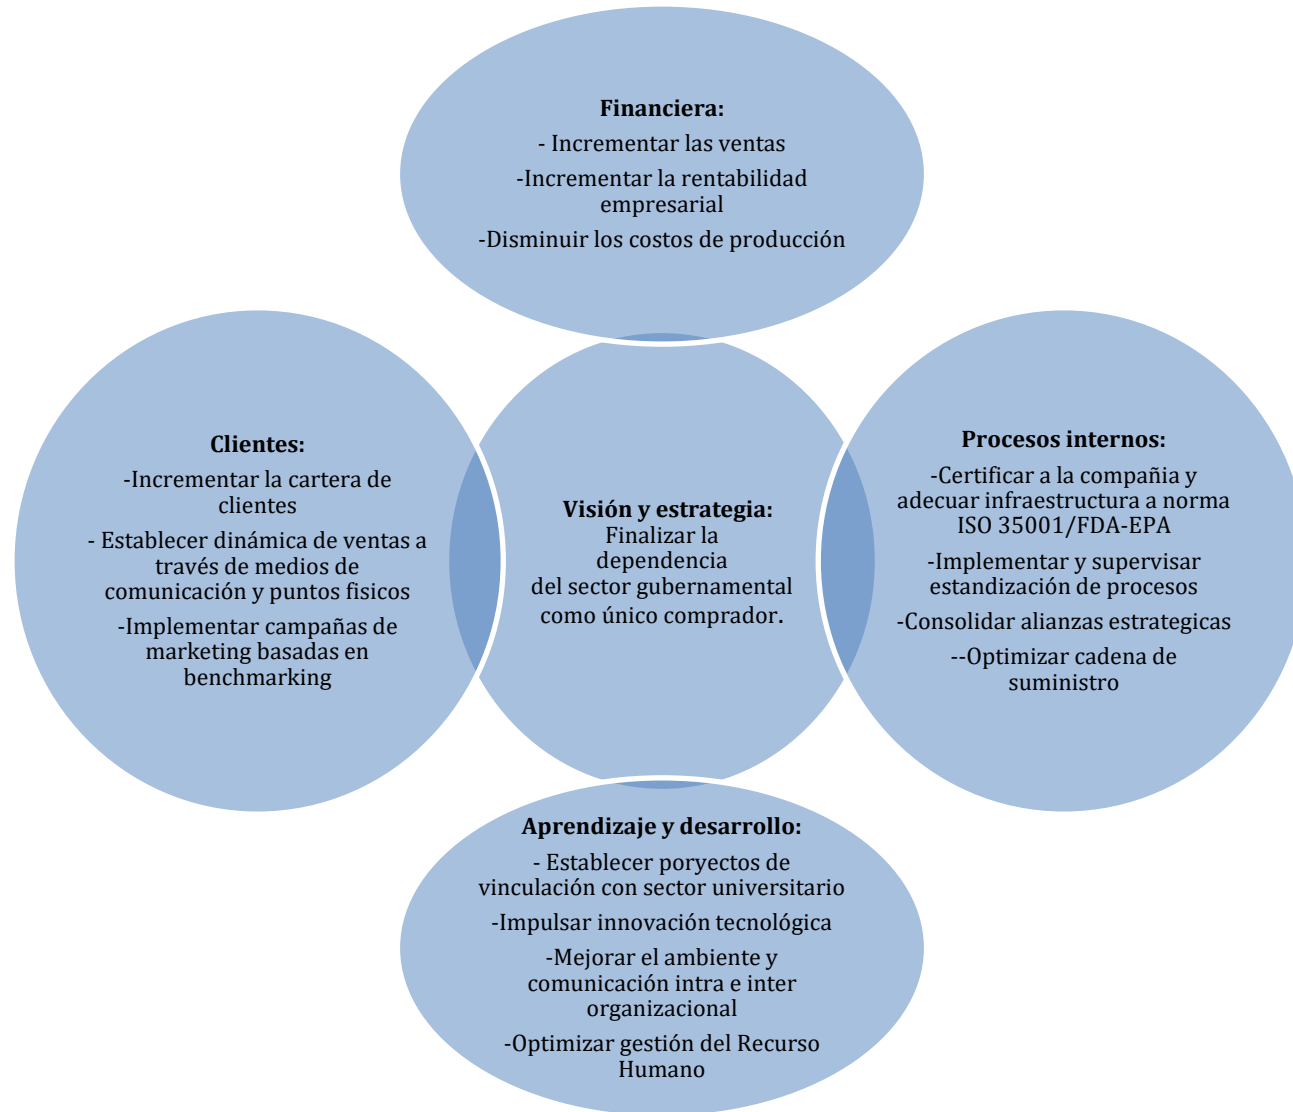 Financiera:
- Incrementar las ventas
-Incrementar la rentabilidad
empresarial
-Disminuir los costos de producción
Clientes:
-Incrementar la cartera de
clientes
- Establecer dinámica de ventas a
través de medios de
comunicación y puntos fisicos
-Implementar campañas de
marketing basadas en
benchmarking
Visión y estrategia:
Finalizar la
dependencia
del sector gubernamental
como único comprador.
Procesos internos:
-Certificar a la compañia y
adecuar infraestructura a norma
ISO 35001/FDA-EPA
-Implementar y supervisar
estandización de procesos
-Consolidar alianzas estrategicas
--Optimizar cadena de
suministro
Aprendizaje y desarrollo:
- Establecer poryectos de
vinculación con sector universitario
-Impulsar innovación tecnológica
-Mejorar el ambiente y
comunicación intra e inter
organizacional
-Optimizar gestión del Recurso
Humano